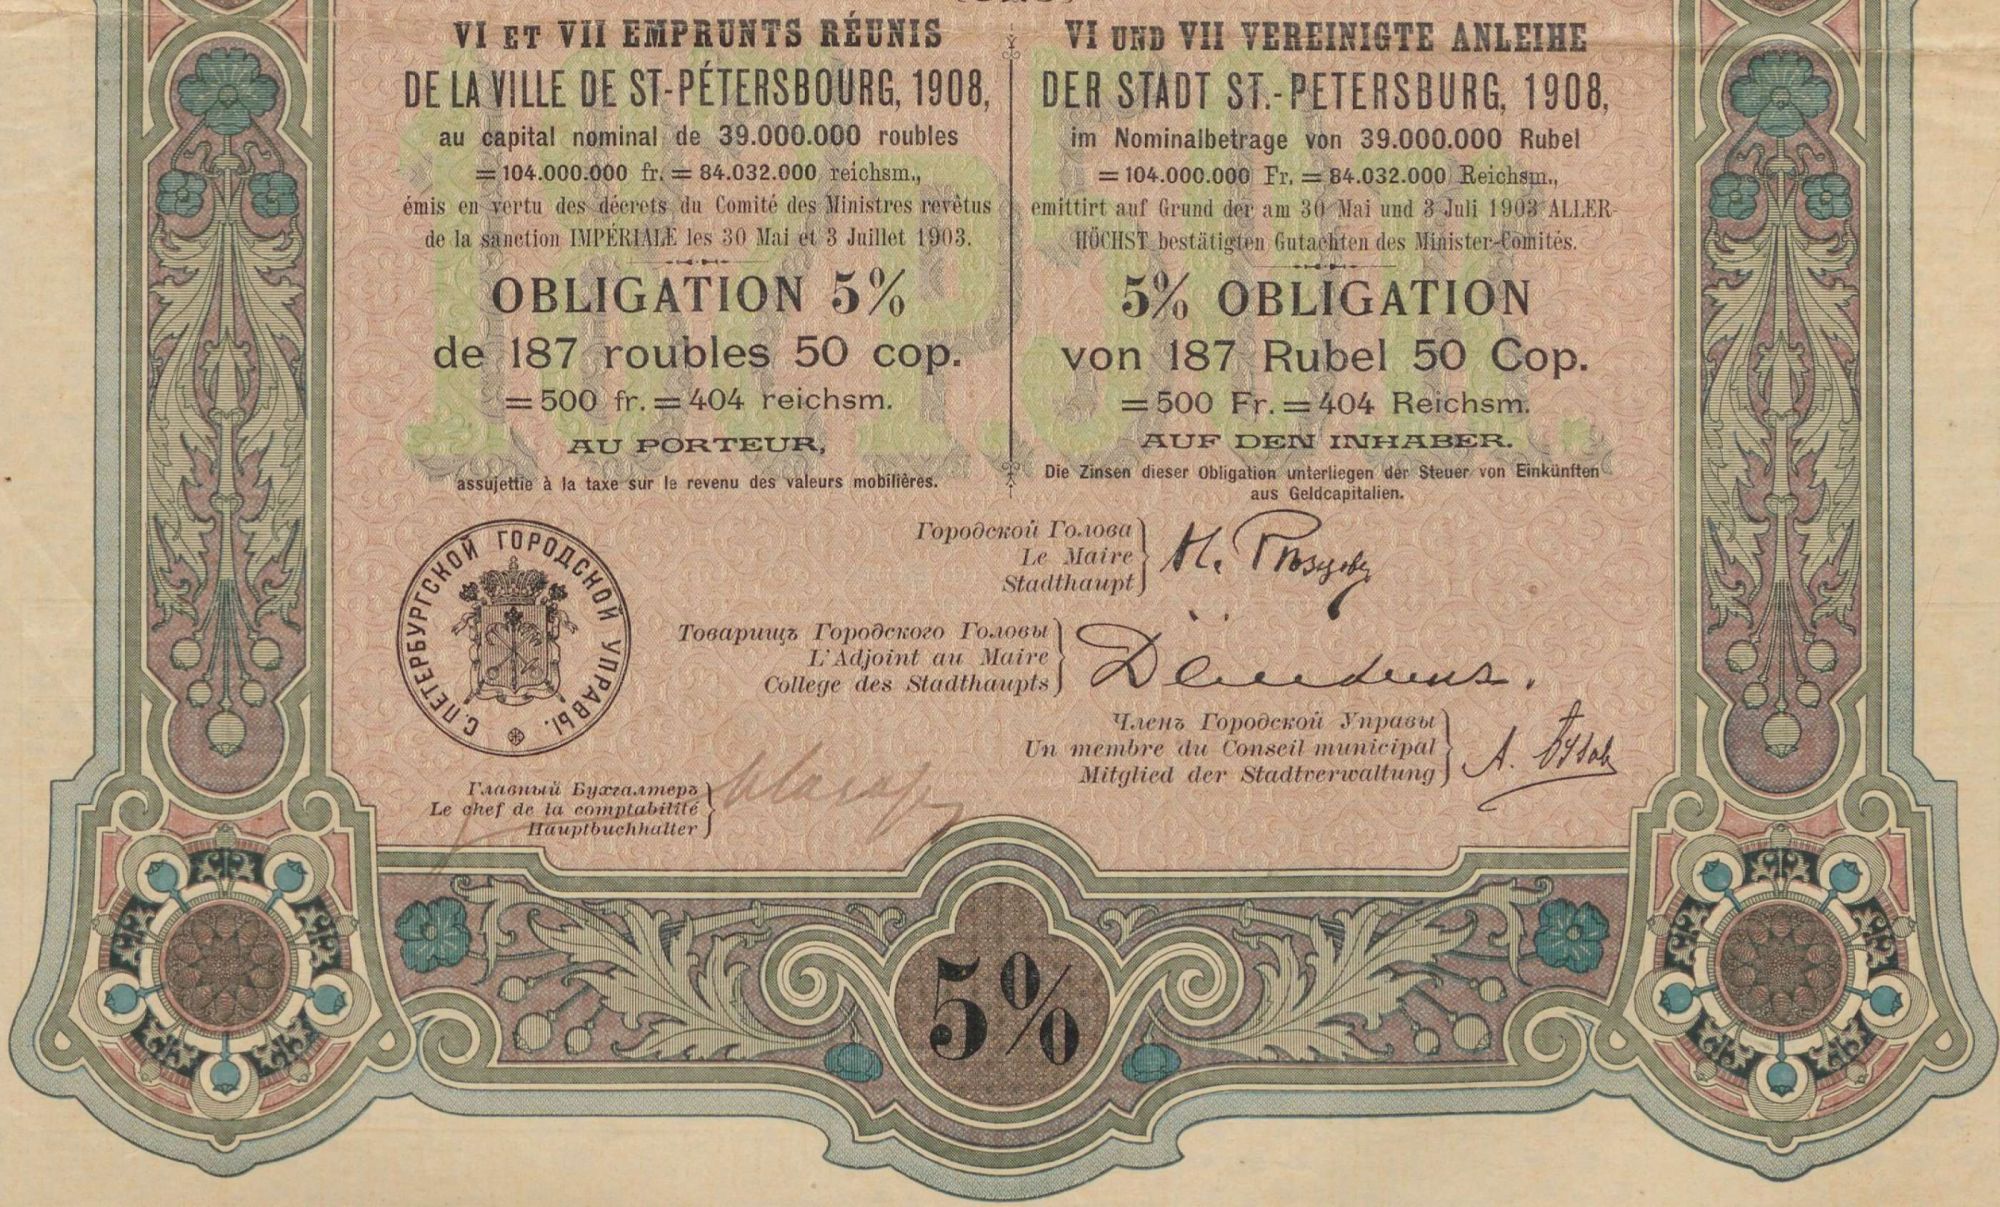 VI ET VII EMPRUNTS RÉUNIS
DE LA VILLE DE ST-PÉTERSBOURG, 1908,
au capital nominal de 39.000.000 roubles
= 104.000.000 fr. = 84.032.000 reichsm.,
émis en vertu des décrets du Comité des Ministres revêtus
de la sanction IMPÉRIALE les 30 Mai et 3 Juillet 1903.
OBLIGATION 5%
de 187 roubles 50 cop.
= 500 fr. = 404 reichsm.
AU PORTEUR,
assujettie à la taxe sur le revenu des valeurs mobilières.
VI UND VII VEREINIGTE ANLEIHE
DER STADT ST.-PETERSBURG, 1908,
im Nominalbetrage von 39.000.000 Rubel
= 104.000.000 Fr. = 84.032.000 Reichsm.,
emittirt auf Grund der am 30 Mai und 3 Juli 1903 ALLER-
HÖCHST bestätigten Gutachten des Minister-Comités.
5% OBLIGATION
von 187 Rubel 50 Cop.
= 500 Fr. = 404 Reichsm.
AUF DEN INHABER.
Die Zinsen dieser Obligation unterliegen der Steuer von Einkünften
aus Geldcapitalien.
Городской Голова
Le Maire
Stadthaupt
С.ПЕТЕРБУРГСКОЙ ГОРОДСКОЙ УПРАВЫ.
Товарищъ Городского Головы
L'Adjoint au Maire
College des Stadthaupts
Членъ Городской Управы
Un membre du Conseil municipal
Mitglied der Stadtverwaltung
Главный Бухгалтеръ
Le chef de la comptabilité
Hauptbuchhalter
5%